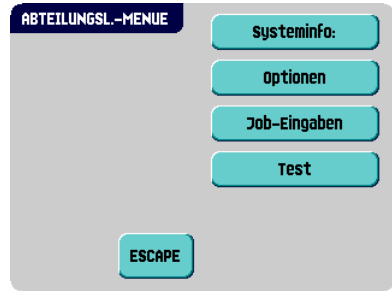 ABTEILUNGSL.-MENUE
Systeminfo:
Optionen
Job-Eingaben
Test
ESCAPE